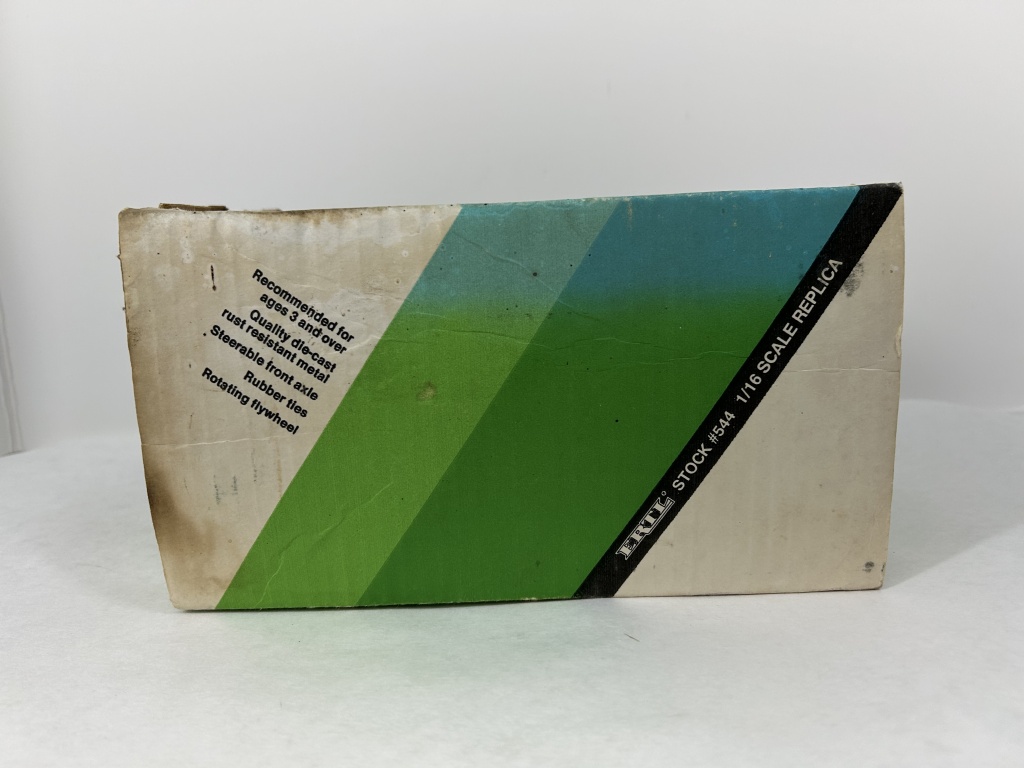 Recommended for
ages 3 and over
Quality die-cast
rust resistant metal
Steerable front axle
Rubber ties
Rotating flywheel
ERTL® STOCK #544 1/16 SCALE REPLICA